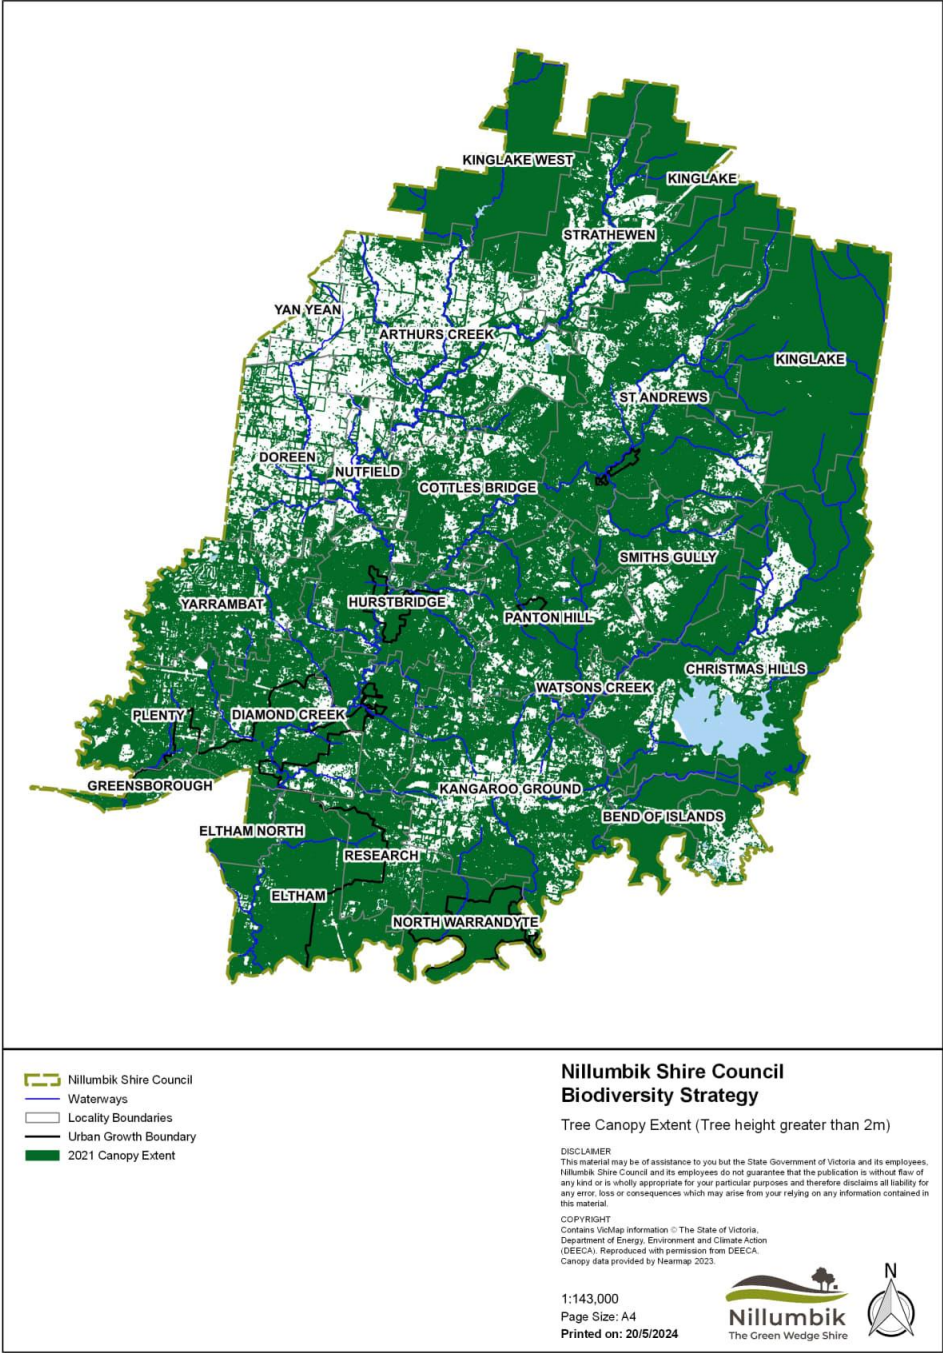 KINGLAKE WEST
KINGLAKE
STRATHEWEN
YAN YEAN
ARTHURS CREEK
KINGLAKE
ST ANDREWS
DOREEN
NUTFIELD
COTTLES BRIDGE
SMITHS GULLY
YARRAMBAT
HURSTBRIDGE
PANTON HILL
CHRISTMAS HILLS
WATSONS CREEK
PLENTY
DIAMOND CREEK
GREENSBOROUGH
KANGAROO GROUND
BEND OF ISLANDS
ELTHAM NORTH
RESEARCH
ELTHAM
NORTH WARRANDYTE
Nillumbik Shire Council
Waterways
Locality Boundaries
Urban Growth Boundary
2021 Canopy Extent
Nillumbik Shire Council
Biodiversity Strategy
Tree Canopy Extent (Tree height greater than 2m)
DISCLAIMER
This material may be of assistance to you but the State Government of Victoria and its employees,
Nillumbik Shire Council and its employees do not guarantee that the publication is without flaw of
any kind or is wholly appropriate for your particular purposes and therefore disclaims all liability for
any error, loss or consequences which may arise from your relying on any information contained in
this material.
COPYRIGHT
Contains VicMap information © The State of Victoria,
Department of Energy, Environment and Climate Action
(DEECA). Reproduced with permission from DEECA.
Canopy data provided by Nearmap 2023.
1:143,000
Page Size: A4
Printed on: 20/5/2024
Nillumbik
The Green Wedge Shire
N